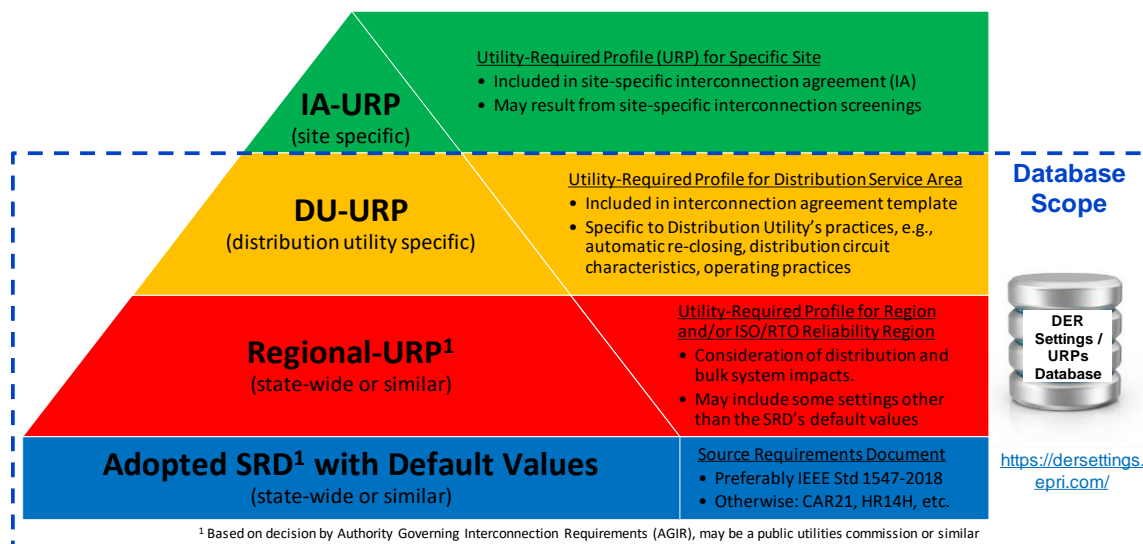 Utility-Required Profile (URP) for Specific Site
• Included in site-specific interconnection agreement (IA)
• May result from site-specific interconnection screenings
IA-URP
(site specific)
Utility-Required Profile for Distribution Service Area
• Included in interconnection agreement template
• Specific to Distribution Utility's practices, e.g.,
automatic re-closing, distribution circuit
characteristics, operating practices
DU-URP
(distribution utility specific)
Database
Scope
Utility-Required Profile for Region
and/or ISO/RTO Reliability Region
• Consideration of distribution and
bulk system impacts.
• May include some settings other
than the SRD's default values
Regional-URP¹
(state-wide or similar)
DER
Settings /
URPs
Database
Adopted SRD¹ with Default Values
(state-wide or similar)
Source Requirements Document
• Preferably IEEE Std 1547-2018
• Otherwise: CAR21, HR14H, etc.
https://dersettings.
epri.com/
¹ Based on decision by Authority Governing Interconnection Requirements (AGIR), may be a public utilities commission or similar